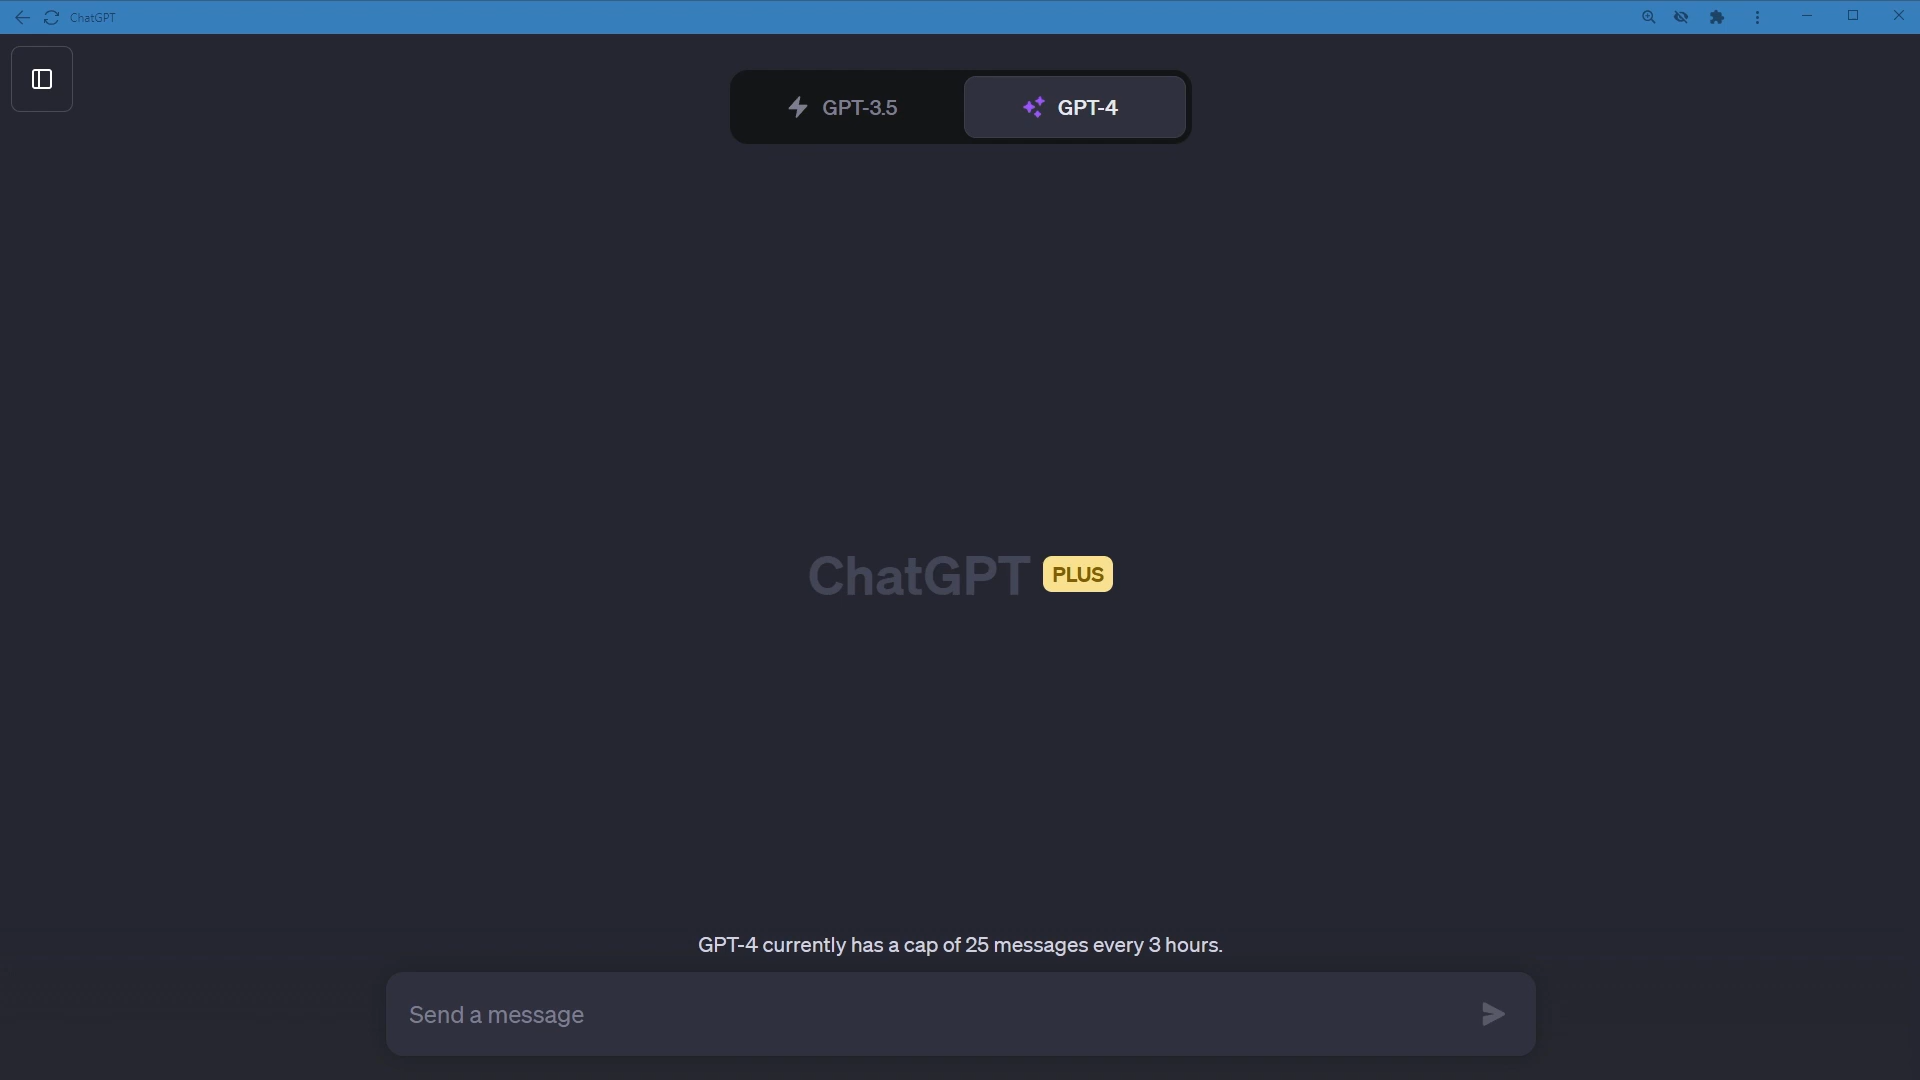 ChatGPT
GPT-3.5
GPT-4
ChatGPT PLUS
GPT-4 currently has a cap of 25 messages every 3 hours.
Send a message